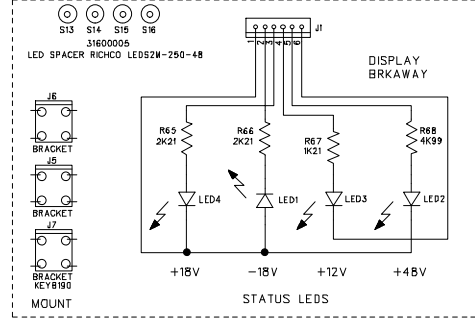 S13 S14 S15 S16
31600005
LED SPACER RICHCO LEDS2M-250-48
J1
1 2 3 4 5 6
DISPLAY
BRKAWAY
J6
BRACKET
J5
BRACKET
J7
BRACKET
KEY8190
MOUNT
R65
2K21
R66
2K21
R67
1K21
R68
4K99
LED4
LED1
LED3
LED2
+18V
-18V
+12V
+48V
STATUS LEDS